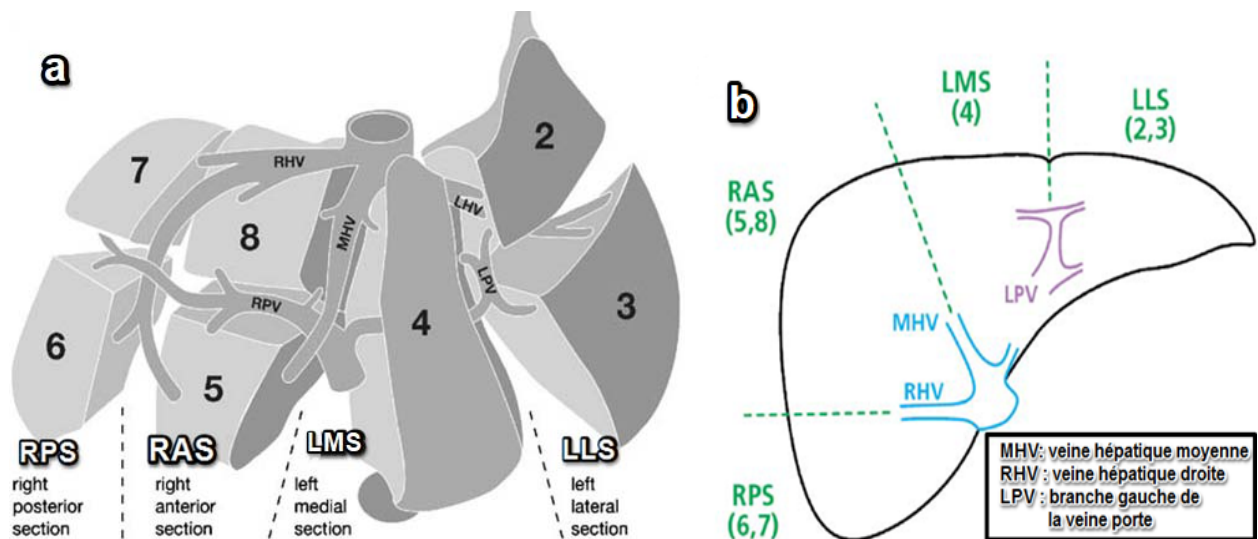 a
7
RHV
2
8
MHV
LHV
LPV
RPV
6
5
4
3
RPS
right
posterior
section
RAS
right
anterior
section
LMS
left
medial
section
LLS
left
lateral
section
b
LMS
(4)
LLS
(2,3)
RAS
(5,8)
LPV
MHV
RHV
RPS
(6,7)
MHV: veine hépatique moyenne
RHV : veine hépatique droite
LPV : branche gauche de
la veine porte